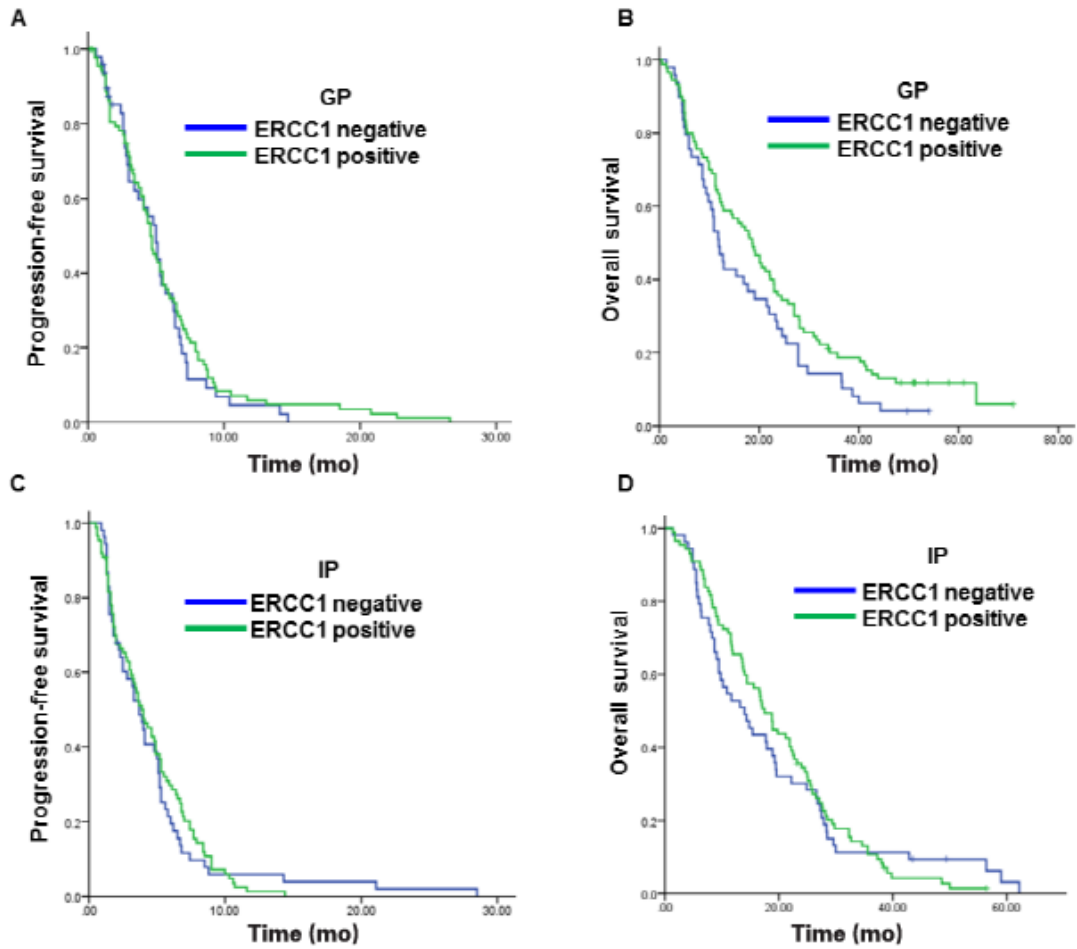 A
Progression-free survival
1.0
0.8
0.6
0.4
0.2
0.0
GP
ERCC1 negative
ERCC1 positive
.00
10.00
20.00
30.00
Time (mo)
B
Overall survival
1.0
0.8
0.6
0.4
0.2
0.0
GP
ERCC1 negative
ERCC1 positive
.00
20.00
40.00
60.00
80.00
Time (mo)
C
Progression-free survival
1.0
0.8
0.6
0.4
0.2
0.0
IP
ERCC1 negative
ERCC1 positive
.00
10.00
20.00
30.00
Time (mo)
D
Overall survival
1.0
0.8
0.6
0.4
0.2
0.0
IP
ERCC1 negative
ERCC1 positive
.00
20.00
40.00
60.00
Time (mo)